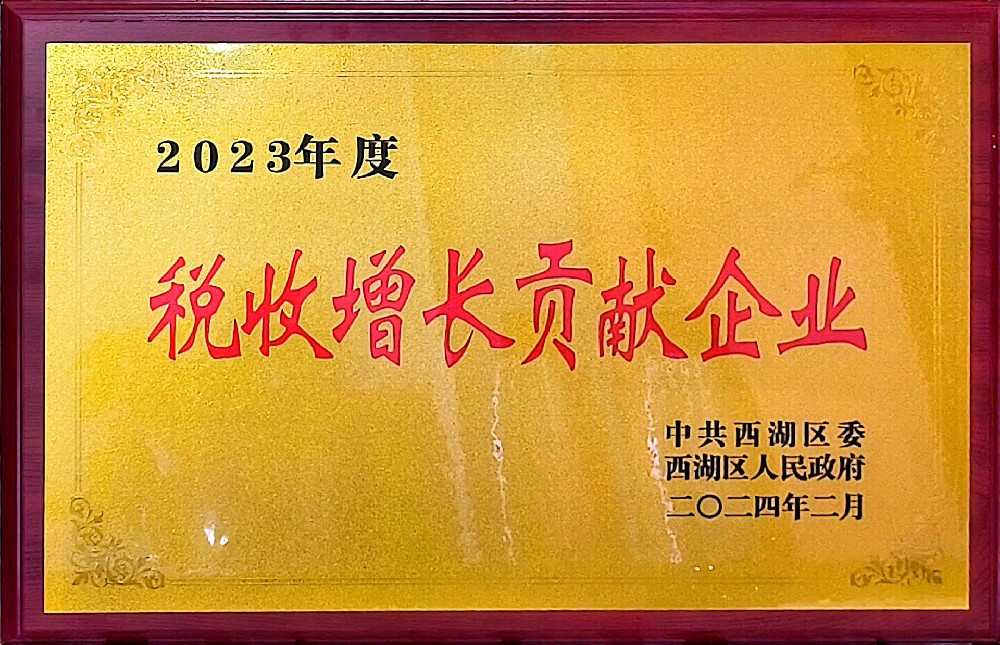 2023年度
税收增长贡献企业
中共西湖区委
西湖区人民政府
二〇二四年二月